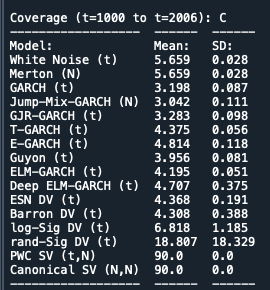 Coverage (t=1000 to t=2006): C
------------------ ------ ------
Model: Mean: SD:
White Noise (t) 5.659 0.028
Merton (N) 5.659 0.028
GARCH (t) 3.198 0.087
Jump-Mix-GARCH (N) 3.042 0.111
GJR-GARCH (t) 3.283 0.098
T-GARCH (t) 4.375 0.056
E-GARCH (t) 4.814 0.118
Guyon (t) 3.956 0.081
ELM-GARCH (t) 4.195 0.051
Deep ELM-GARCH (t) 4.707 0.375
ESN DV (t) 4.368 0.191
Barron DV (t) 4.308 0.388
log-Sig DV (t) 6.818 1.185
rand-Sig DV (t) 18.807 18.329
PWC SV (t,N) 90.0 0.0
Canonical SV (N,N) 90.0 0.0
------------------ ------ ------